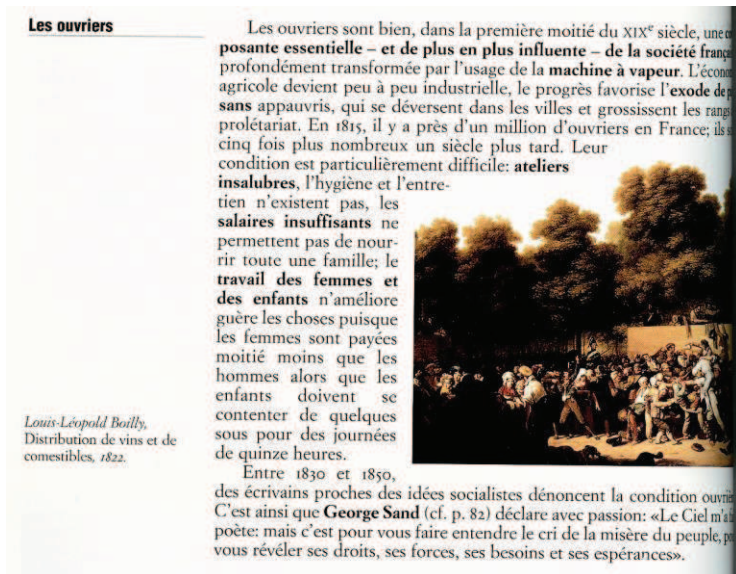 Les ouvriers
Les ouvriers sont bien, dans la première moitié du XIXe siècle, une
posante essentielle – et de plus en plus influente – de la société
profondément transformée par l'usage de la machine à vapeur.
agricole devient peu à peu industrielle, le progrès favorise l'exode de
sans appauvris, qui se déversent dans les villes et grossissent les rangs
prolétariat. En 1815, il y a près d'un million d'ouvriers en France; ils
cinq fois plus nombreux un siècle plus tard. Leur
condition est particulièrement difficile: ateliers
insalubres, l'hygiène et l'entre-
tien n'existent pas, les
salaires insuffisants ne
permettent pas de nour-
rir toute une famille; le
travail des femmes et
des enfants n'améliore
guère les choses puisque
les femmes sont payées
moitié moins que les
hommes alors que les
enfants doivent se
contenter de quelques
sous pour des journées
de quinze heures.
Louis-Léopold Boilly,
Distribution de vins et de
comestibles, 1822.
Entre 1830 et 1850,
des écrivains proches des idées socialistes dénoncent la condition
C'est ainsi que George Sand (cf. p. 82) déclare avec passion: «Le Ciel m'a
poète: mais c'est pour vous faire entendre le cri de la misère du peuple,
vous révéler ses droits, ses forces, ses besoins et ses espérances».